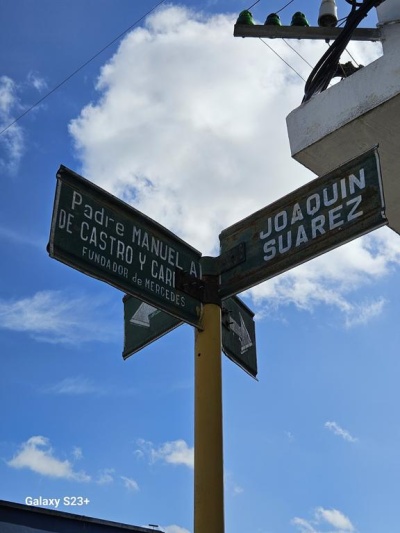 Padre MANUEL A
DE CASTRO Y CARI
FUNDADOR de MERCEDES
JOAQUIN
SUAREZ
Galaxy S23+